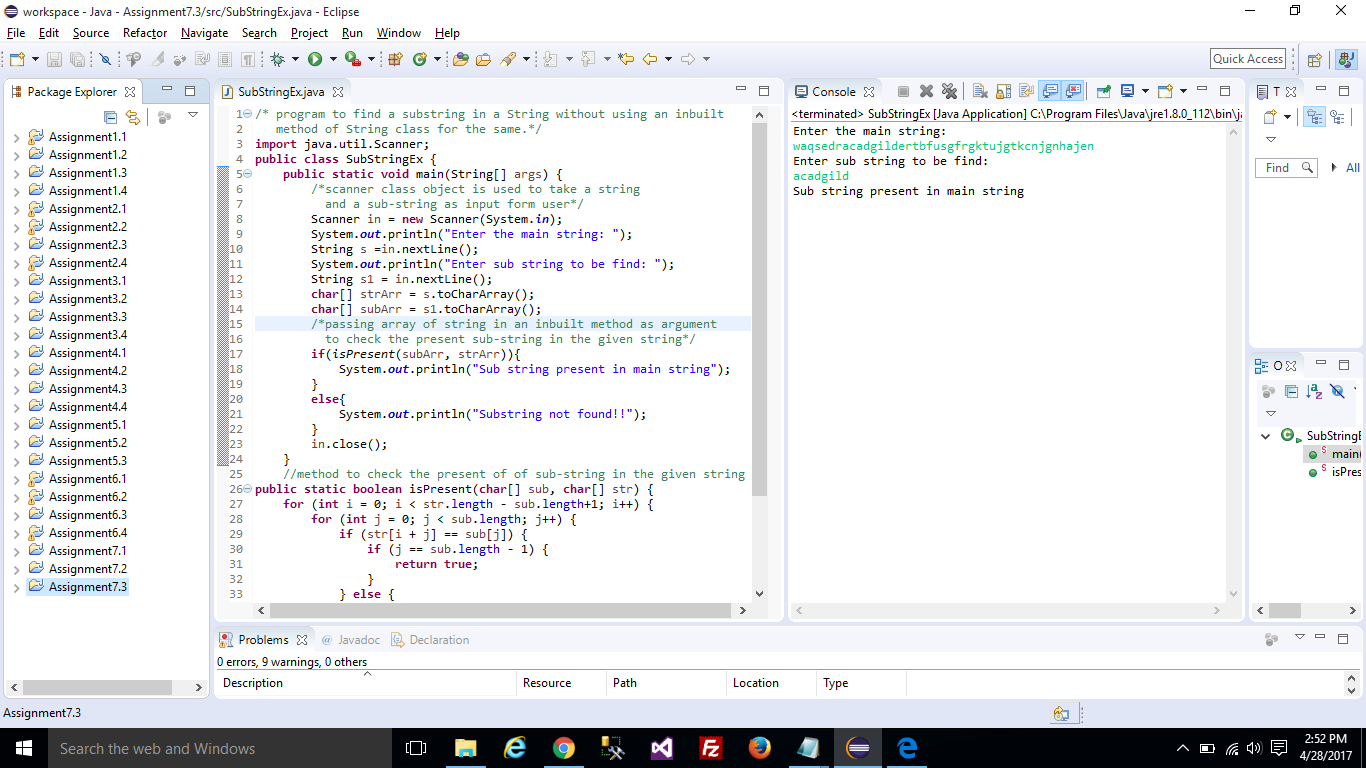 workspace - Java - Assignment7.3/src/SubStringEx.java - Eclipse
File Edit Source Refactor Navigate Search Project Run Window Help
Quick Access
Package Explorer
Assignment1.1
Assignment1.2
Assignment1.3
Assignment1.4
Assignment2.1
Assignment2.2
Assignment2.3
Assignment2.4
Assignment3.1
Assignment3.2
Assignment3.3
Assignment3.4
Assignment4.1
Assignment4.2
Assignment4.3
Assignment4.4
Assignment5.1
Assignment5.2
Assignment5.3
Assignment6.1
Assignment6.2
Assignment6.3
Assignment6.4
Assignment7.1
Assignment7.2
Assignment7.3
SubStringEx.java
1 /* program to find a substring in a String without using an inbuilt
2 method of String class for the same.*/
3 import java.util.Scanner;
4 public class SubStringEx {
5 public static void main(String[] args) {
6 /*scanner class object is used to take a string
7 and a sub-string as input form user*/
8 Scanner in = new Scanner(System.in);
9 System.out.println("Enter the main string: ");
10 String s =in.nextLine();
11 System.out.println("Enter sub string to be find: ");
12 String s1 = in.nextLine();
13 char[] strArr = s.toCharArray();
14 char[] subArr = s1.toCharArray();
15 /*passing array of string in an inbuilt method as argument
16 to check the present sub-string in the given string*/
17 if(isPresent(subArr, strArr)){
18 System.out.println("Sub string present in main string");
19 }
20 else{
21 System.out.println("Substring not found!!");
22 }
23 in.close();
24 }
25 //method to check the present of of sub-string in the given string
26 public static boolean isPresent(char[] sub, char[] str) {
27 for (int i = 0; i < str.length - sub.length+1; i++) {
28 for (int j = 0; j < sub.length; j++) {
29 if (str[i + j] == sub[j]) {
30 if (j == sub.length - 1) {
31 return true;
32 }
33 } else {
Console
<terminated> SubStringEx [Java Application] C:\Program Files\Java\jre1.8.0_112\bin\ja
Enter the main string:
waqsedracadgildertbfusgfrgktujgtkcnjgnhajen
Enter sub string to be find:
acadgild
Sub string present in main string
T
Find All
O
SubStringE
main(
isPres
Problems @ Javadoc Declaration
0 errors, 9 warnings, 0 others
Description Resource Path Location Type
Assignment7.3
Search the web and Windows
2:52 PM
4/28/2017